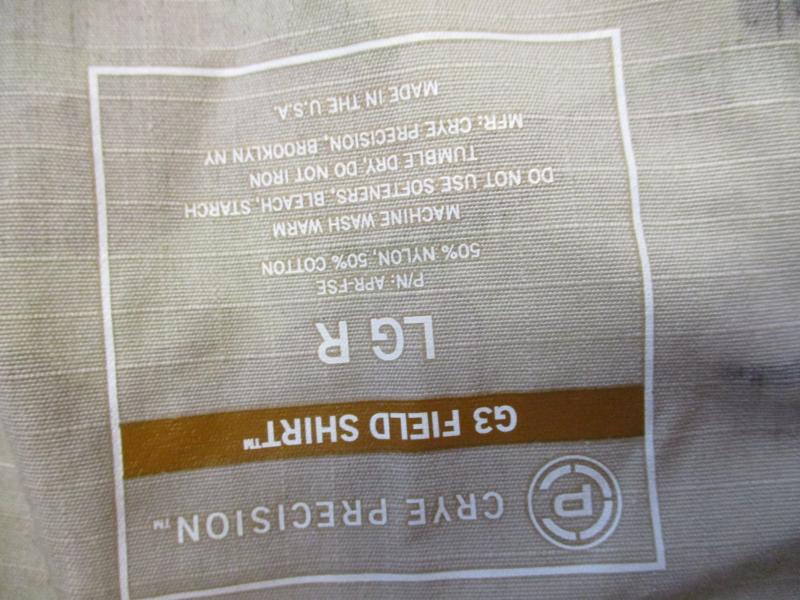 CRYE PRECISION™
G3 FIELD SHIRT™
LG R
P/N: APR-FSE
50% NYLON, 50% COTTON
MACHINE WASH WARM
DO NOT USE SOFTENERS, BLEACH, STARCH
TUMBLE DRY, DO NOT IRON
MFR: CRYE PRECISION, BROOKLYN NY
MADE IN THE U.S.A.